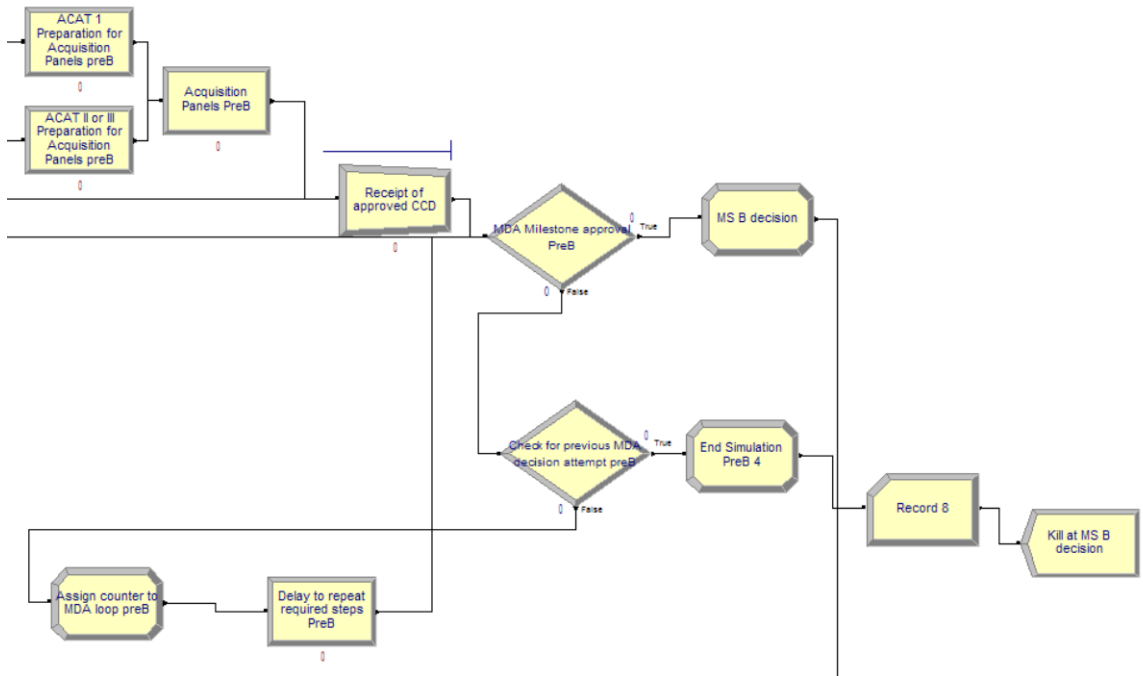 ACAT 1
Preparation for
Acquisition
Panels preB
0
Acquisition
Panels PreB
0
ACAT II or III
Preparation for
Acquisition
Panels preB
0
Receipt of
approved CCD
0
MDA Milestone approval
PreB
0
True
0
False
MS B decision
Check for previous MDA
decision attempt preB
0
True
0
False
End Simulation
PreB 4
Record 8
Kill at MS B
decision
Assign counter to
MDA loop preB
Delay to repeat
required steps
PreB
0